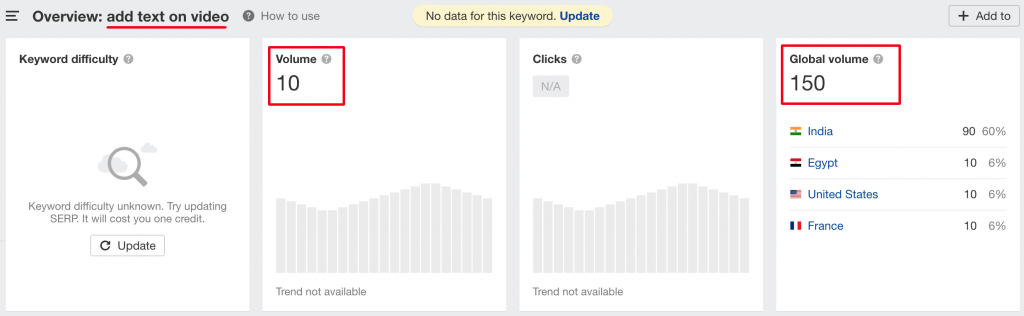 Overview: add text on video ? How to use
No data for this keyword. Update
+ Add to
Keyword difficulty ?
Keyword difficulty unknown. Try updating
SERP. It will cost you one credit.
Update
Volume ?
10
Trend not available
Clicks ?
N/A
Trend not available
Global volume ?
150
India 90 60%
Egypt 10 6%
United States 10 6%
France 10 6%